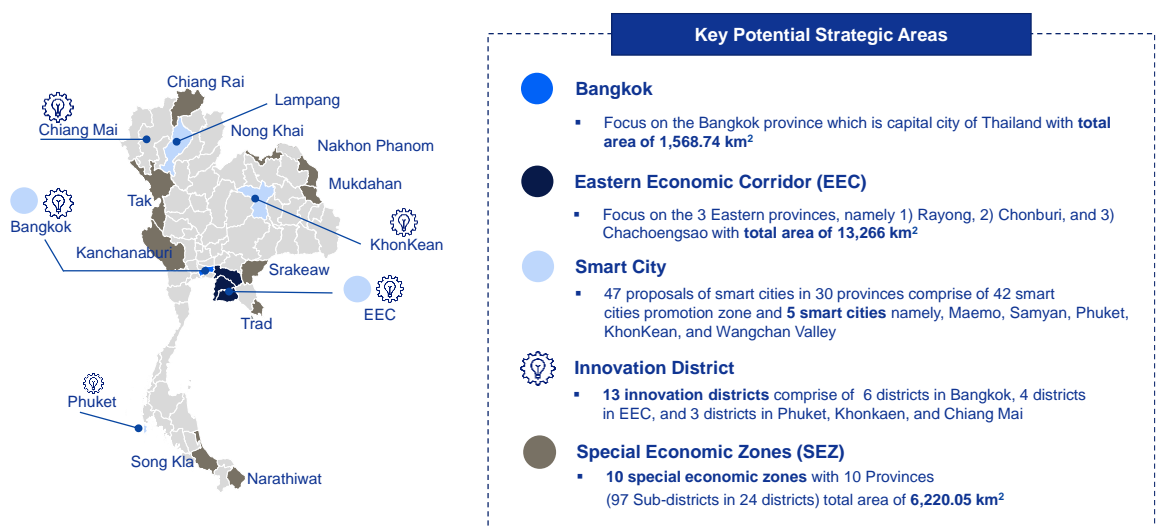 Chiang Rai
Lampang
Chiang Mai
Nong Khai
Nakhon Phanom
Mukdahan
Tak
Bangkok
KhonKean
Kanchanaburi
Srakeaw
EEC
Trad
Phuket
Song Kla
Narathiwat
Key Potential Strategic Areas
Bangkok
▪ Focus on the Bangkok province which is capital city of Thailand with total
area of 1,568.74 km²
Eastern Economic Corridor (EEC)
▪ Focus on the 3 Eastern provinces, namely 1) Rayong, 2) Chonburi, and 3)
Chachoengsao with total area of 13,266 km²
Smart City
▪ 47 proposals of smart cities in 30 provinces comprise of 42 smart
cities promotion zone and 5 smart cities namely, Maemo, Samyan, Phuket,
KhonKean, and Wangchan Valley
Innovation District
▪ 13 innovation districts comprise of 6 districts in Bangkok, 4 districts
in EEC, and 3 districts in Phuket, Khonkaen, and Chiang Mai
Special Economic Zones (SEZ)
▪ 10 special economic zones with 10 Provinces
(97 Sub-districts in 24 districts) total area of 6,220.05 km²